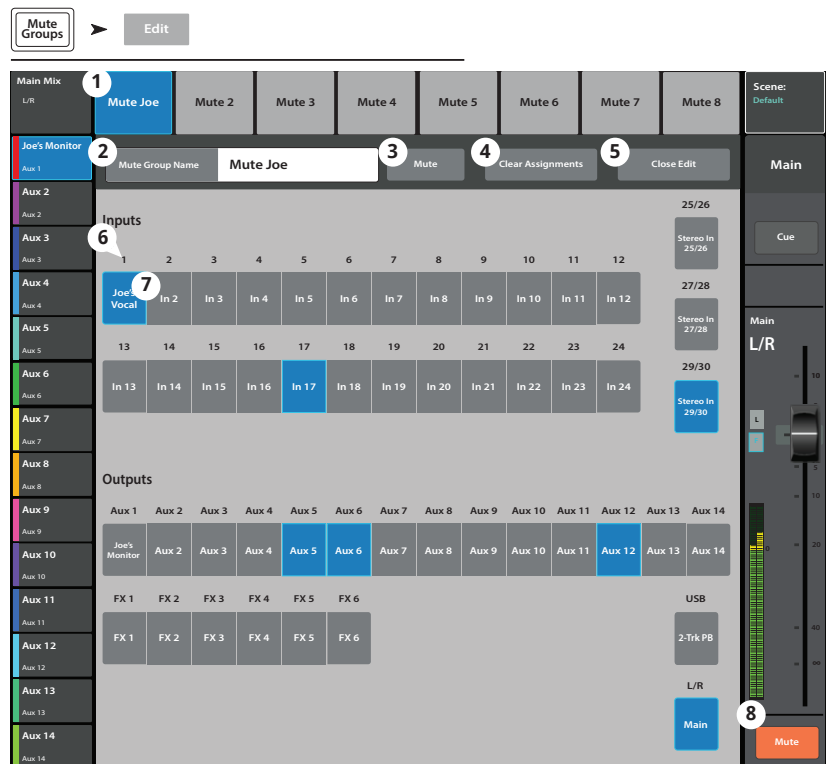 Mute
Groups
Edit
Main Mix
L/R
1
Mute Joe
Mute 2
Mute 3
Mute 4
Mute 5
Mute 6
Mute 7
Mute 8
Scene:
Default
Joe's Monitor
Aux 1
2
Mute Group Name
Mute Joe
3
Mute
4
Clear Assignments
5
Close Edit
Main
Aux 2
Aux 2
Inputs
25/26
Aux 3
Aux 3
6
1 2 3 4 5 6 7 8 9 10 11 12
Stereo In
25/26
Cue
Aux 4
Aux 4
Joe's
Vocal
7
In 2
In 3
In 4
In 5
In 6
In 7
In 8
In 9
In 10
In 11
In 12
27/28
Stereo In
27/28
Aux 5
Aux 5
13 14 15 16 17 18 19 20 21 22 23 24
Main
L/R
Aux 6
Aux 6
In 13
In 14
In 15
In 16
In 17
In 18
In 19
In 20
In 21
In 22
In 23
In 24
29/30
Stereo In
29/30
10
Aux 7
Aux 7
L
5
Aux 8
Aux 8
Outputs
10
Aux 9
Aux 9
Aux 1 Aux 2 Aux 3 Aux 4 Aux 5 Aux 6 Aux 7 Aux 8 Aux 9 Aux 10 Aux 11 Aux 12 Aux 13 Aux 14
Aux 10
Aux 10
Joe's
Monitor
Aux 2
Aux 3
Aux 4
Aux 5
Aux 6
Aux 7
Aux 8
Aux 9
Aux 10
Aux 11
Aux 12
Aux 13
Aux 14
20
Aux 11
Aux 11
FX 1 FX 2 FX 3 FX 4 FX 5 FX 6
USB
Aux 12
Aux 12
FX 1
FX 2
FX 3
FX 4
FX 5
FX 6
2-Trk PB
40
∞
Aux 13
Aux 13
L/R
Aux 14
Aux 14
Main
8
Mute